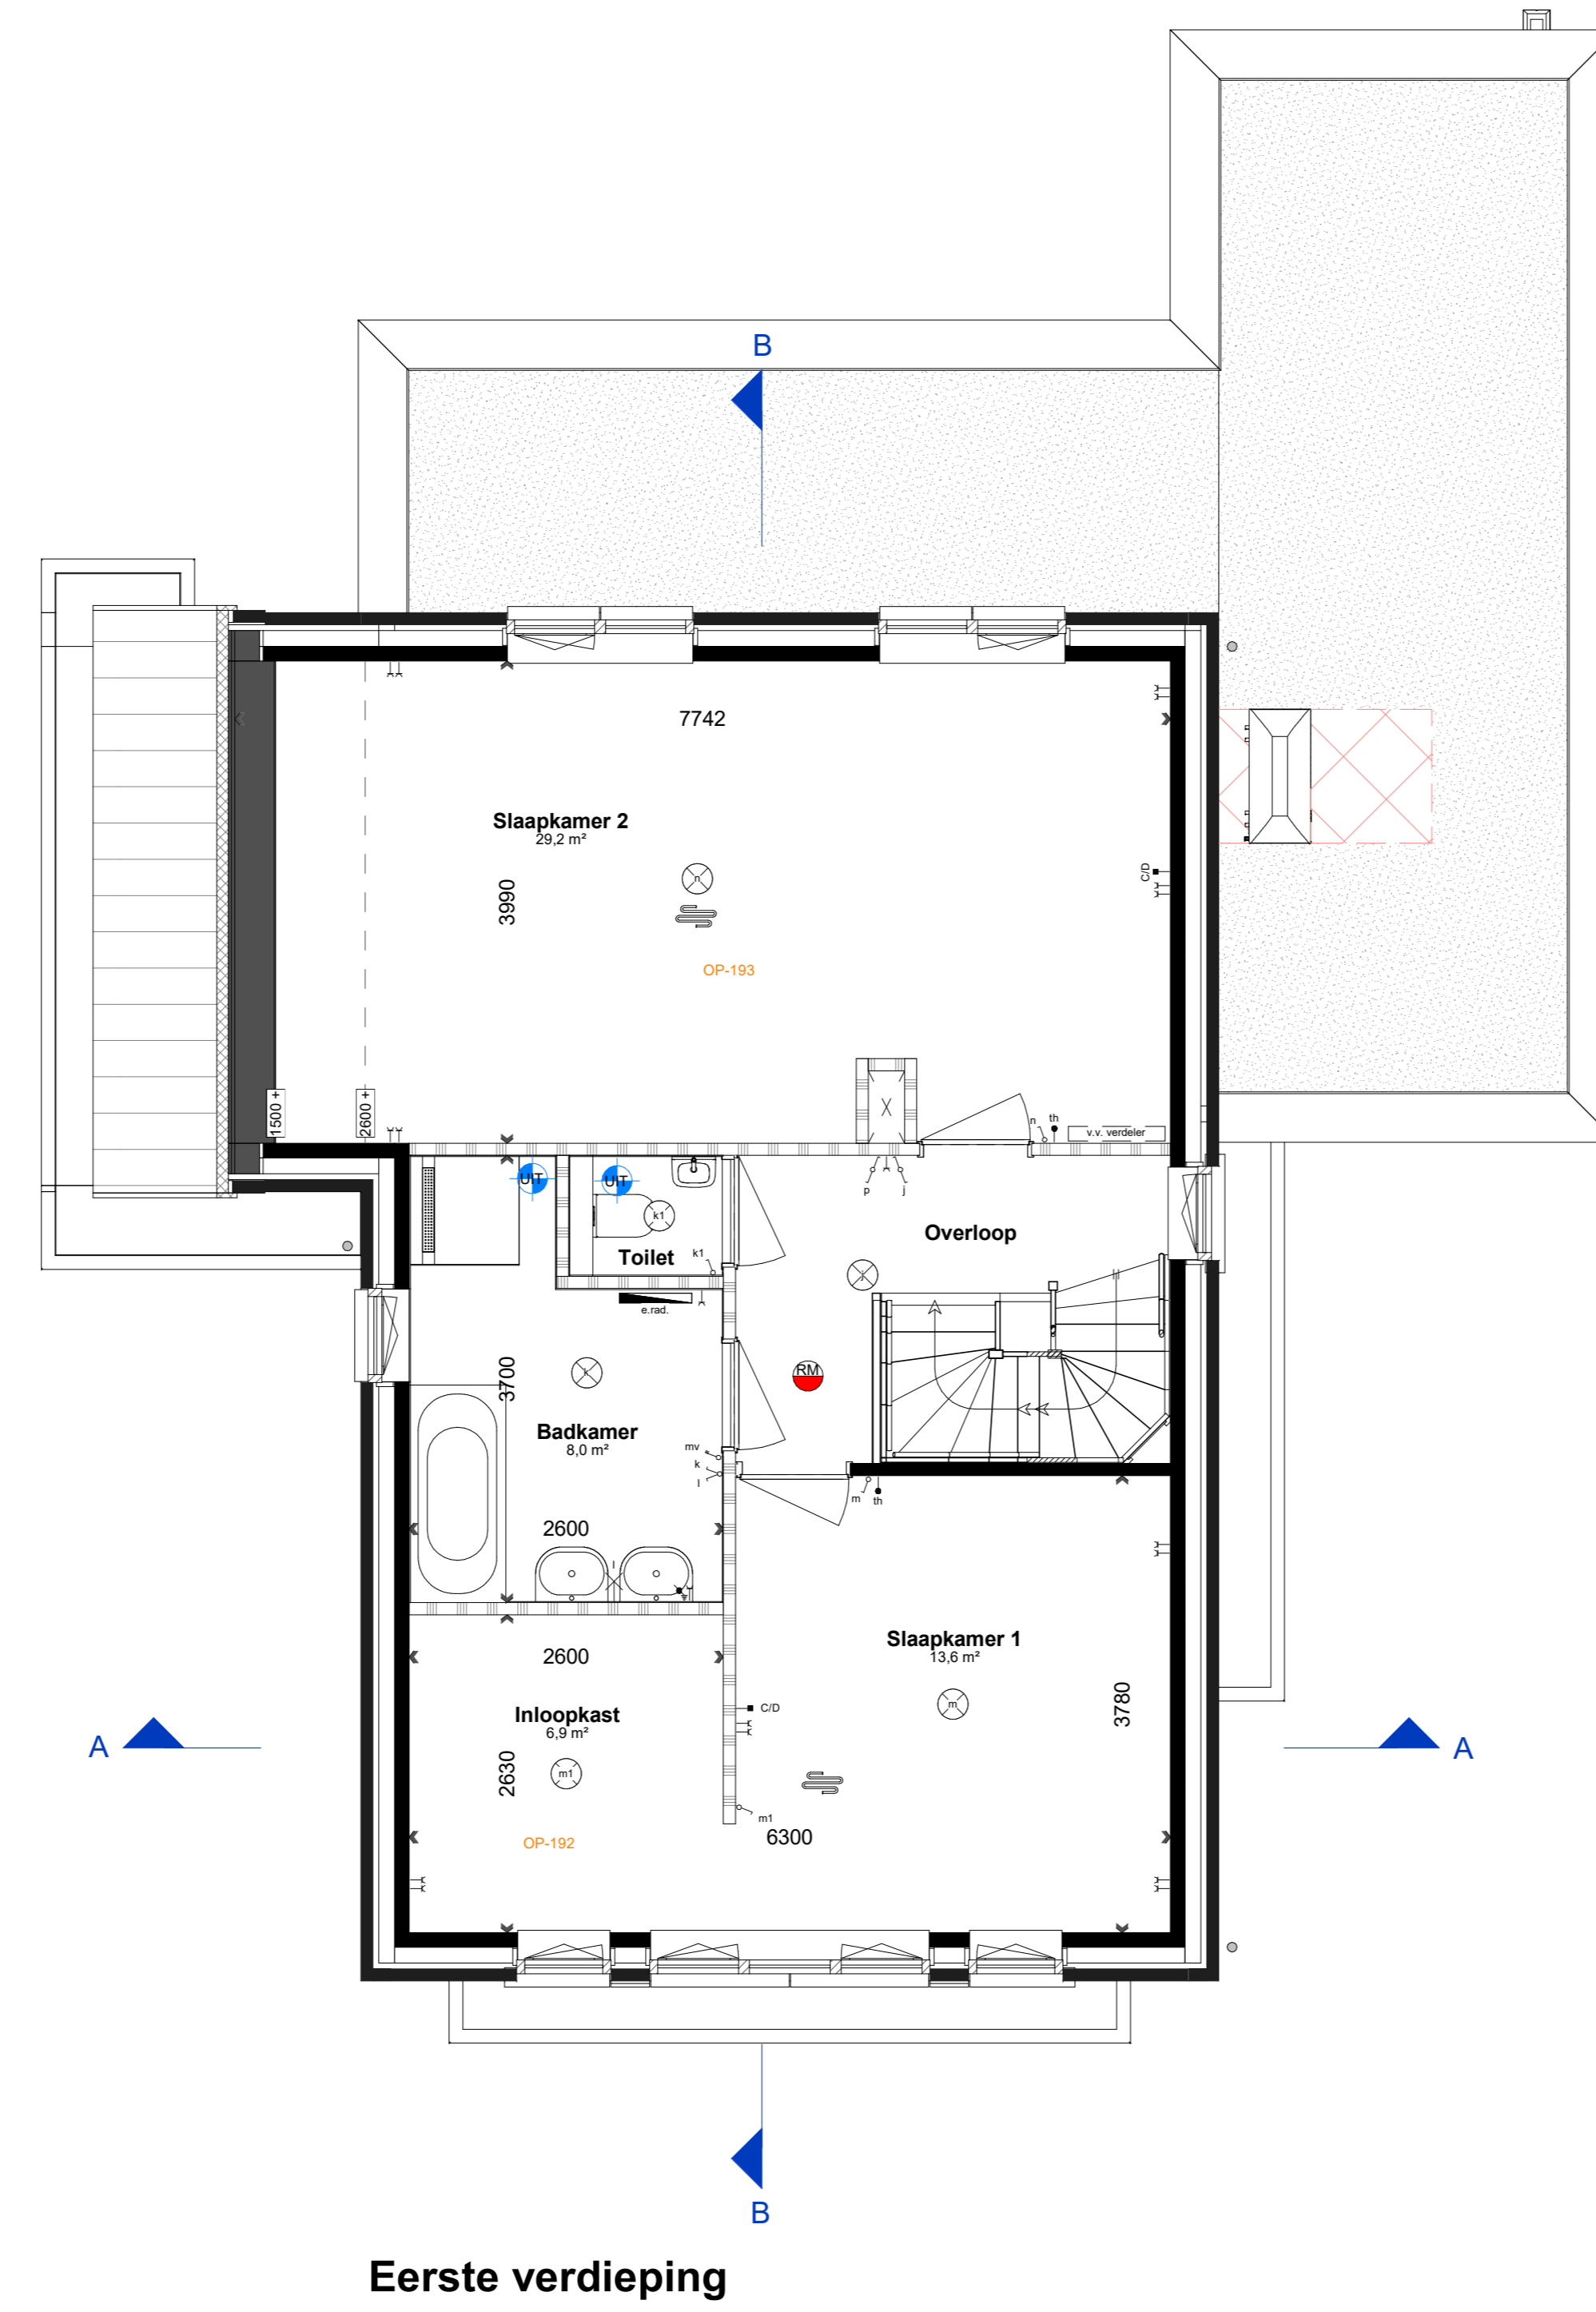 B
7742
Slaapkamer 2
29,2 m²
n
3990
C/D
OP-193
1500 +
2600 +
n
th
v.v. verdeler
UIT
UIT
k1
Toilet
k1
p
j
Overloop
j
e.rad.
k
3700
RM
Badkamer
8,0 m²
mv
k
l
m
th
2600
l
2600
Slaapkamer 1
13,6 m²
m
3780
Inloopkast
6,9 m²
C/D
m1
2630
A
A
m1
6300
OP-192
B
Eerste verdieping